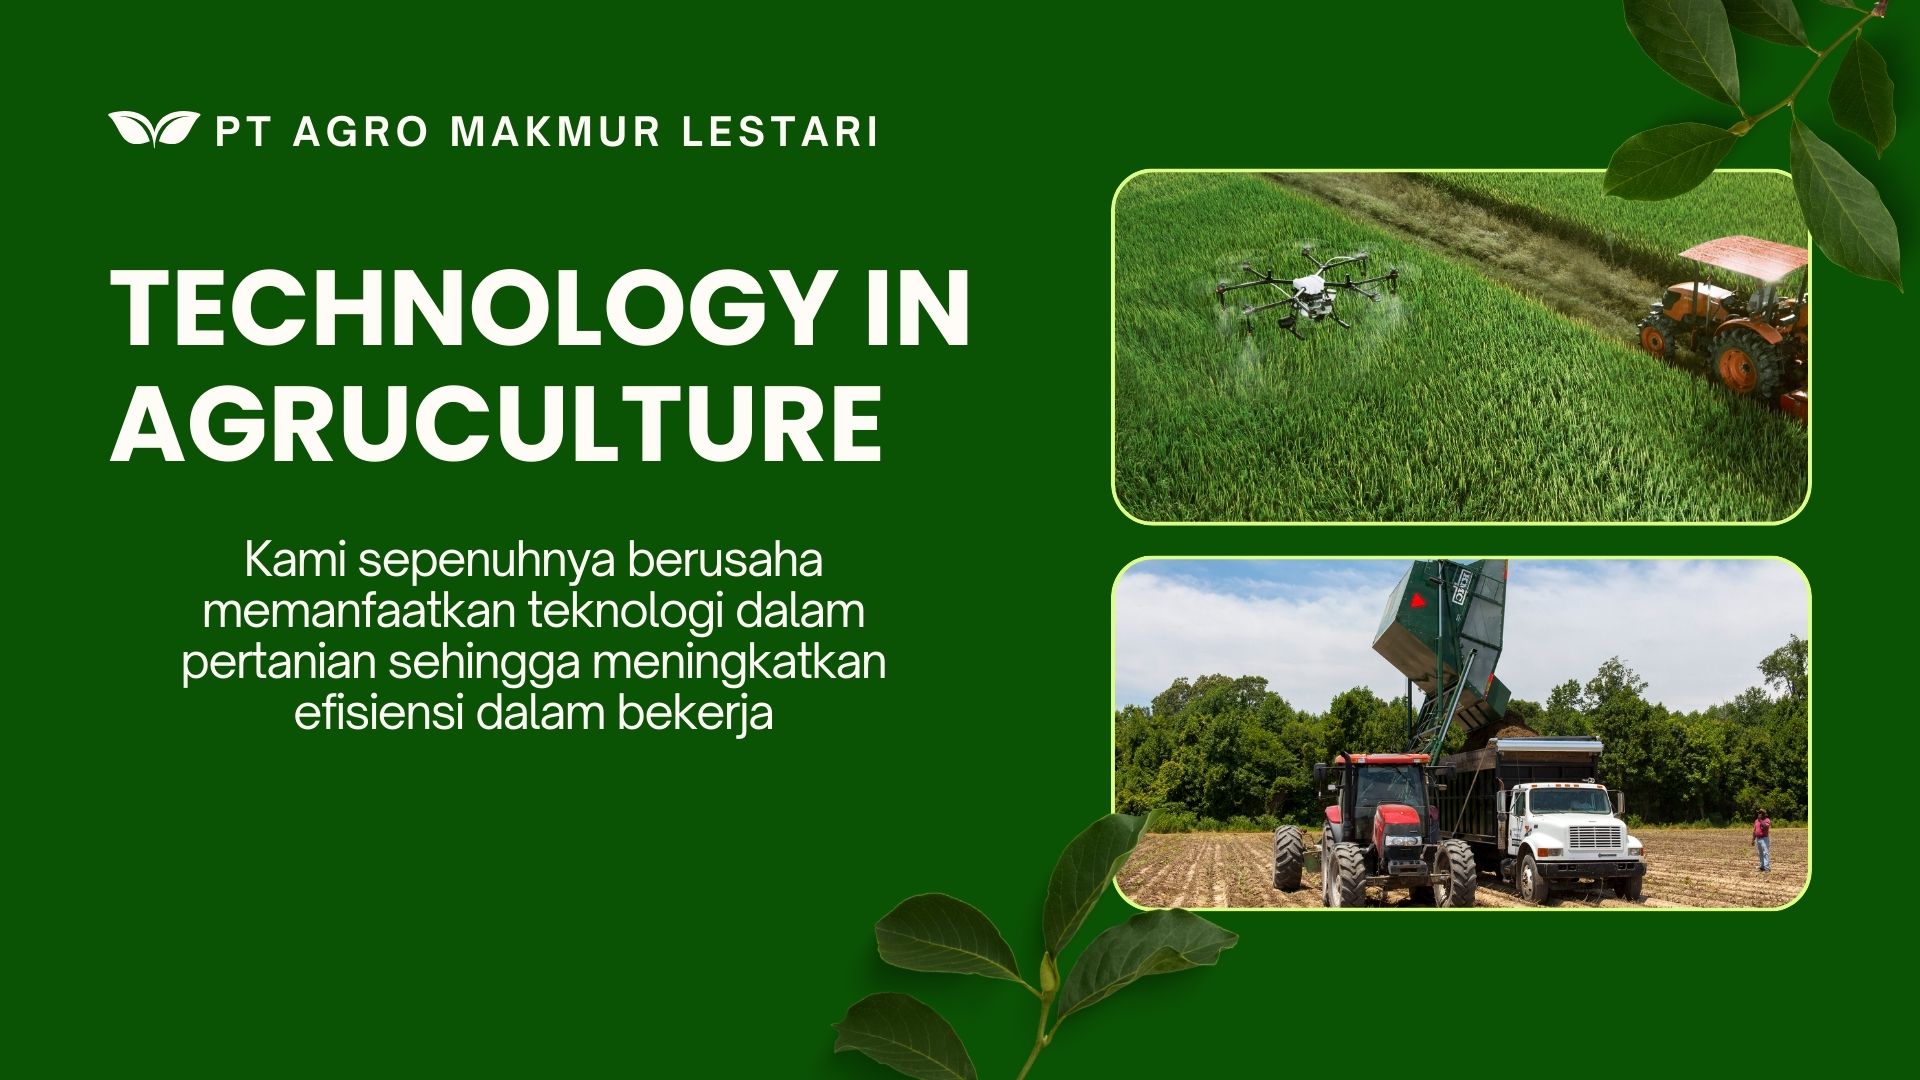 PT AGRO MAKMUR LESTARI
TECHNOLOGY IN
AGRUCULTURE
Kami sepenuhnya berusaha
memanfaatkan teknologi dalam
pertanian sehingga meningkatkan
efisiensi dalam bekerja
KMC